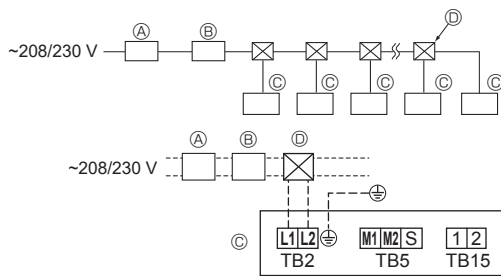 Ⓓ
Ⓐ Ⓑ
~208/230 V
Ⓒ Ⓒ Ⓒ Ⓒ Ⓒ
Ⓐ Ⓑ Ⓓ
~208/230 V
Ⓒ L1 L2 M1 M2 S 1 2
TB2 TB5 TB15